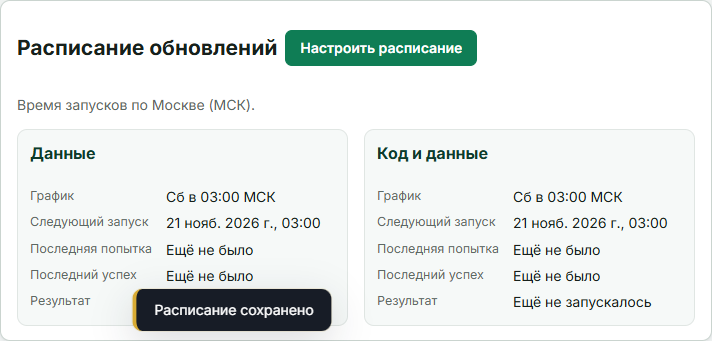 Расписание обновлений
Настроить расписание
Время запусков по Москве (МСК).
Данные
График Сб в 03:00 МСК
Следующий запуск 21 нояб. 2026 г., 03:00
Последняя попытка Ещё не было
Последний успех Ещё не было
Результат
Расписание сохранено
Код и данные
График Сб в 03:00 МСК
Следующий запуск 21 нояб. 2026 г., 03:00
Последняя попытка Ещё не было
Последний успех Ещё не было
Результат Ещё не запускалось